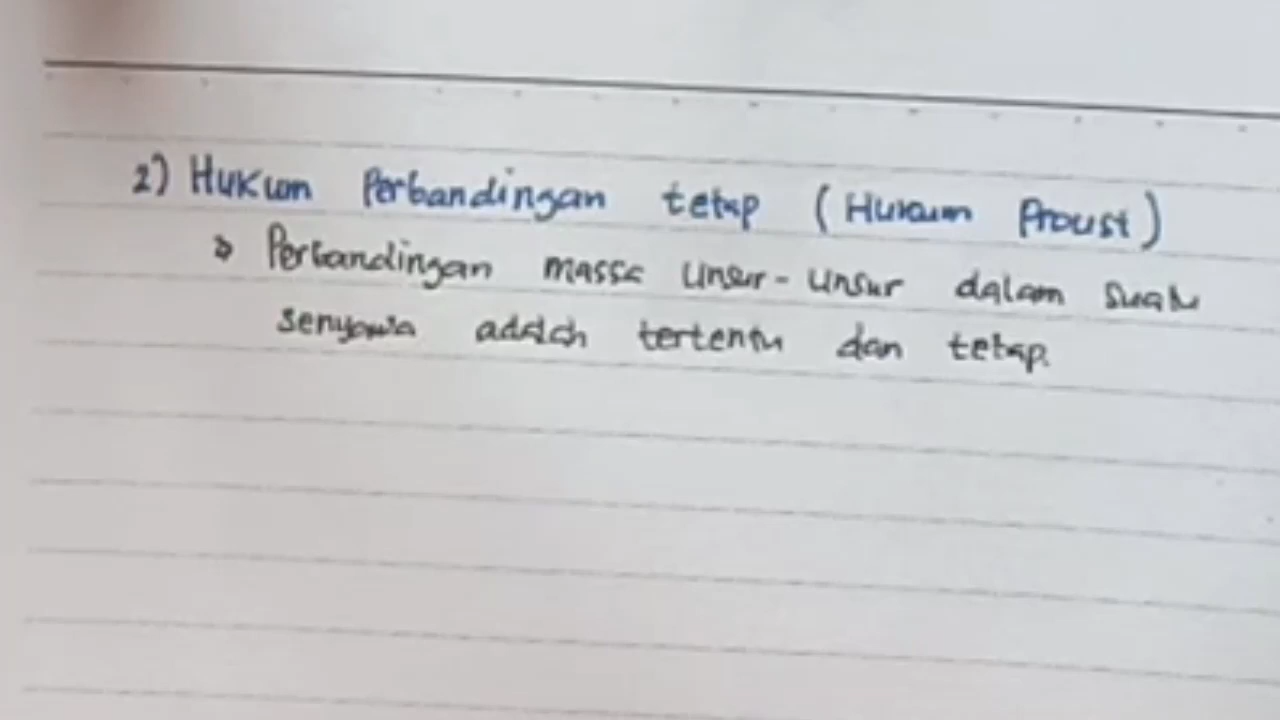 2) Hukum Perbandingan tetap (Hukum Proust)
Perbandingan massa unsur-unsur dalam suatu
senyawa adalah tertentu dan tetap.